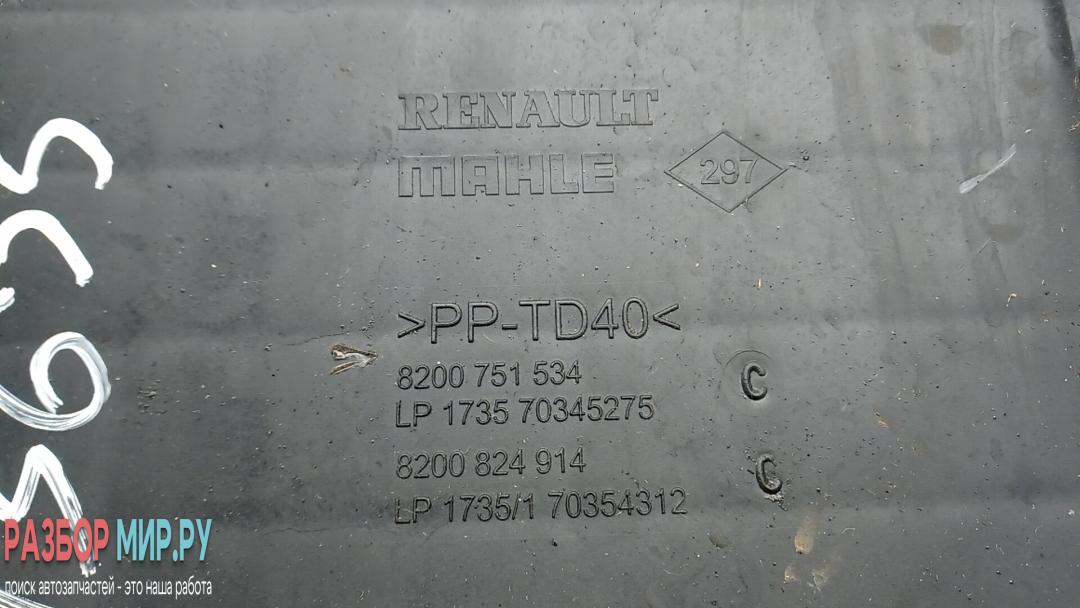 RENAULT
MAHLE
297
>PP-TD40<
8200 751 534
C
LP 1735 70345275
8200 824 914
C
LP 1735/1 70354312
РАЗБОР МИР.РУ
поиск автозапчастей - это наша работа